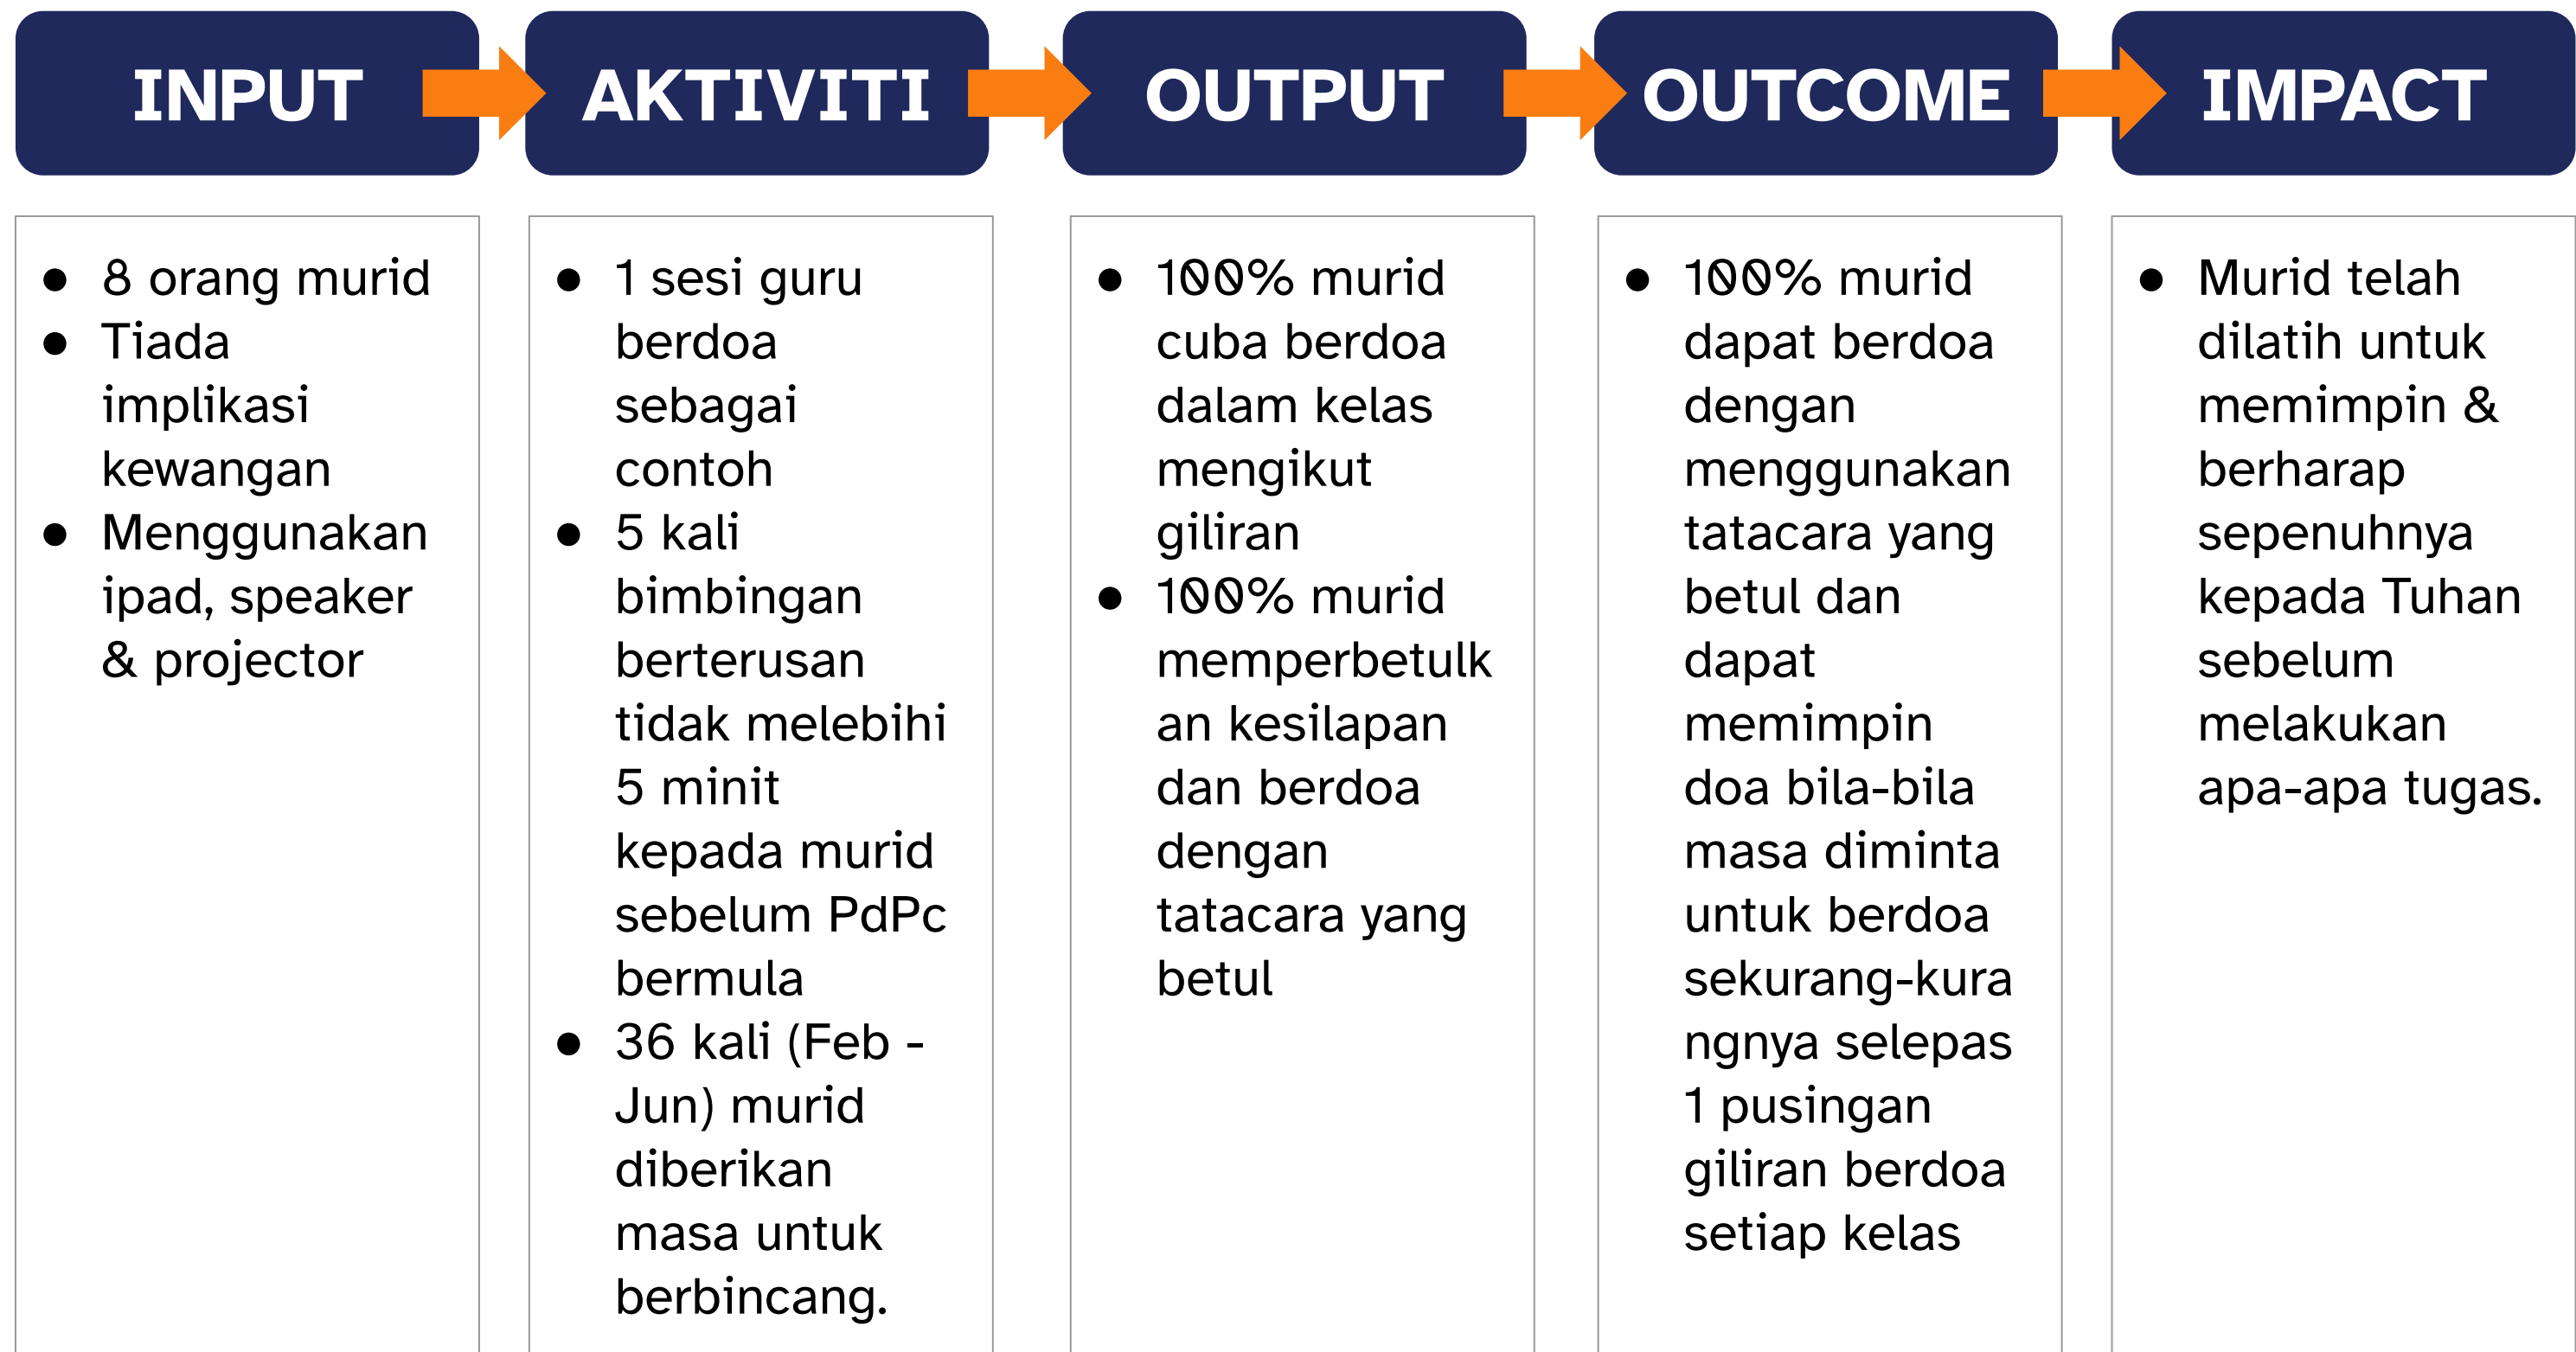 INPUT
AKTIVITI
OUTPUT
OUTCOME
IMPACT
● 8 orang murid
● Tiada
implikasi
kewangan
● Menggunakan
ipad, speaker
& projector
● 1 sesi guru
berdoa
sebagai
contoh
● 5 kali
bimbingan
berterusan
tidak melebihi
5 minit
kepada murid
sebelum PdPc
bermula
● 36 kali (Feb -
Jun) murid
diberikan
masa untuk
berbincang.
● 100% murid
cuba berdoa
dalam kelas
mengikut
giliran
● 100% murid
memperbetulk
an kesilapan
dan berdoa
dengan
tatacara yang
betul
● 100% murid
dapat berdoa
dengan
menggunakan
tatacara yang
betul dan
dapat
memimpin
doa bila-bila
masa diminta
untuk berdoa
sekurang-kura
ngnya selepas
1 pusingan
giliran berdoa
setiap kelas
● Murid telah
dilatih untuk
memimpin &
berharap
sepenuhnya
kepada Tuhan
sebelum
melakukan
apa-apa tugas.